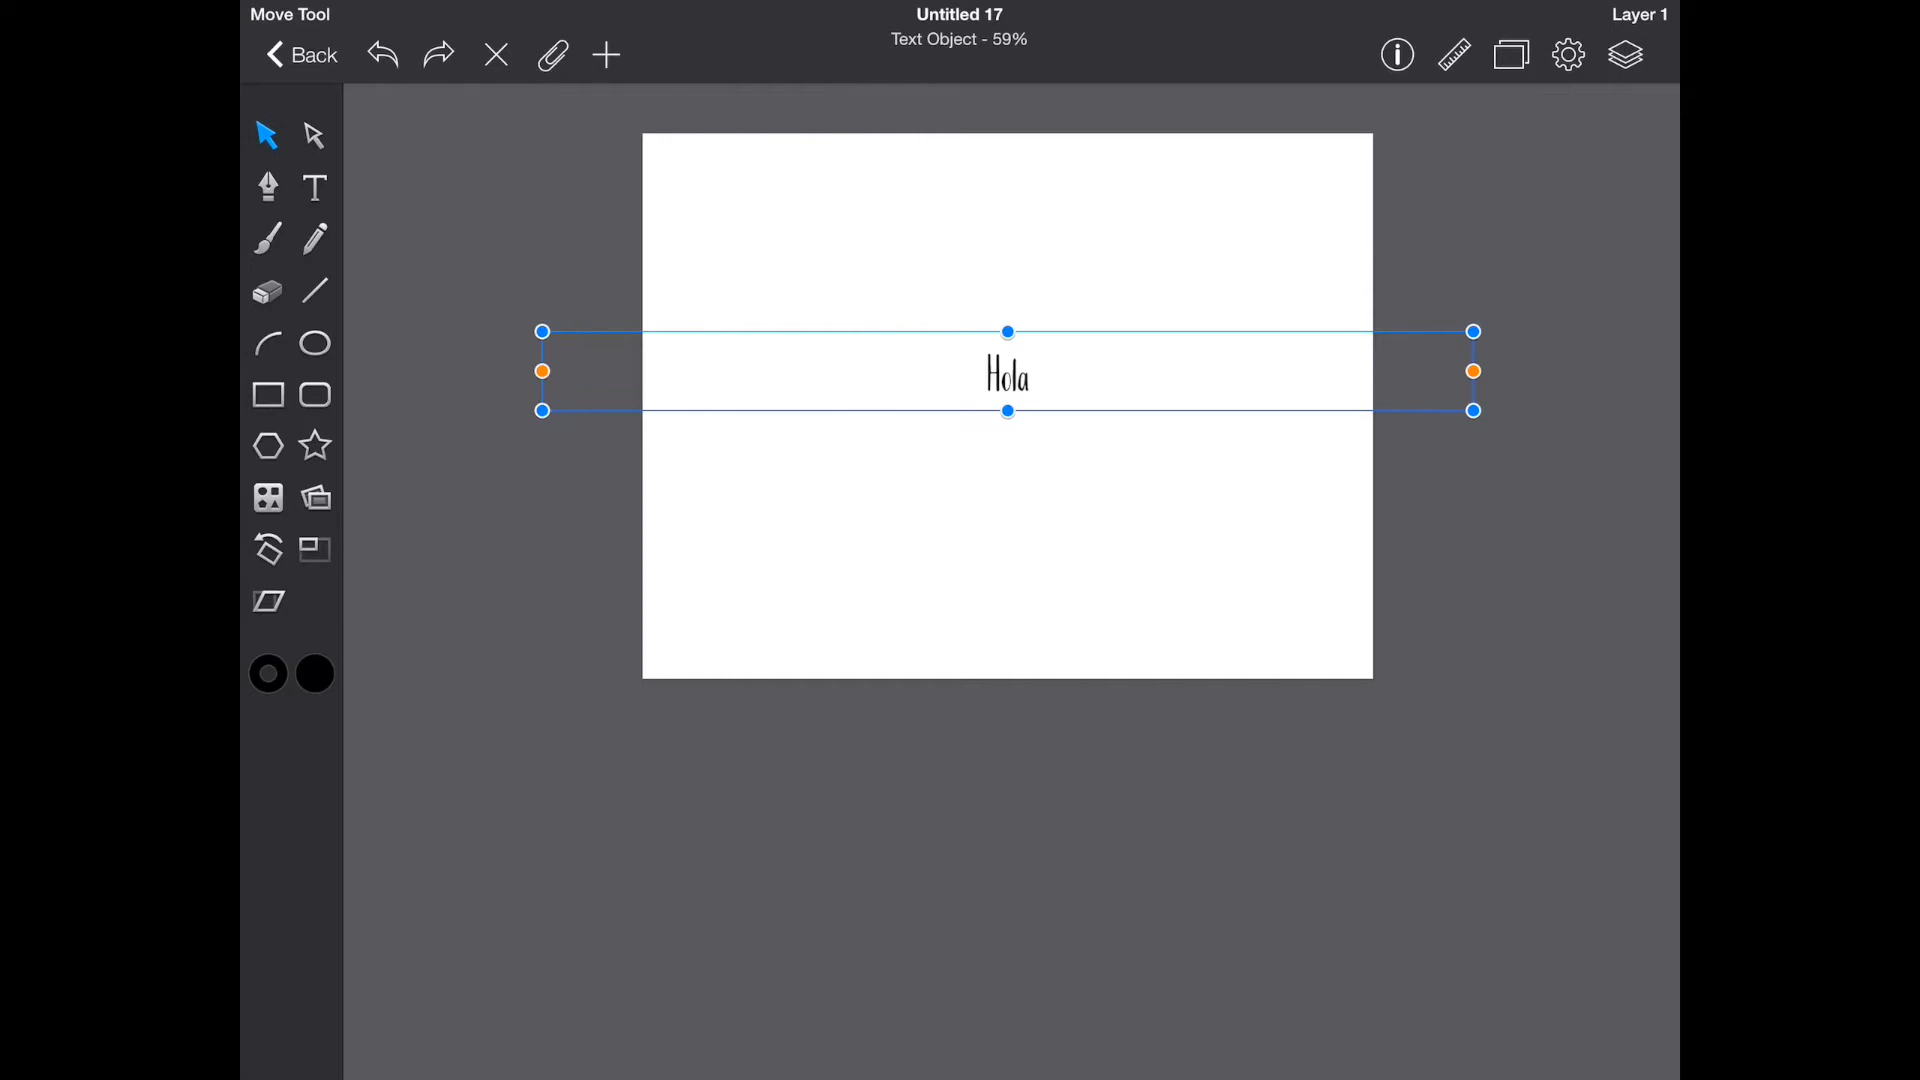 Move Tool
Untitled 17
Layer 1
Text Object - 59%
Back
Hola